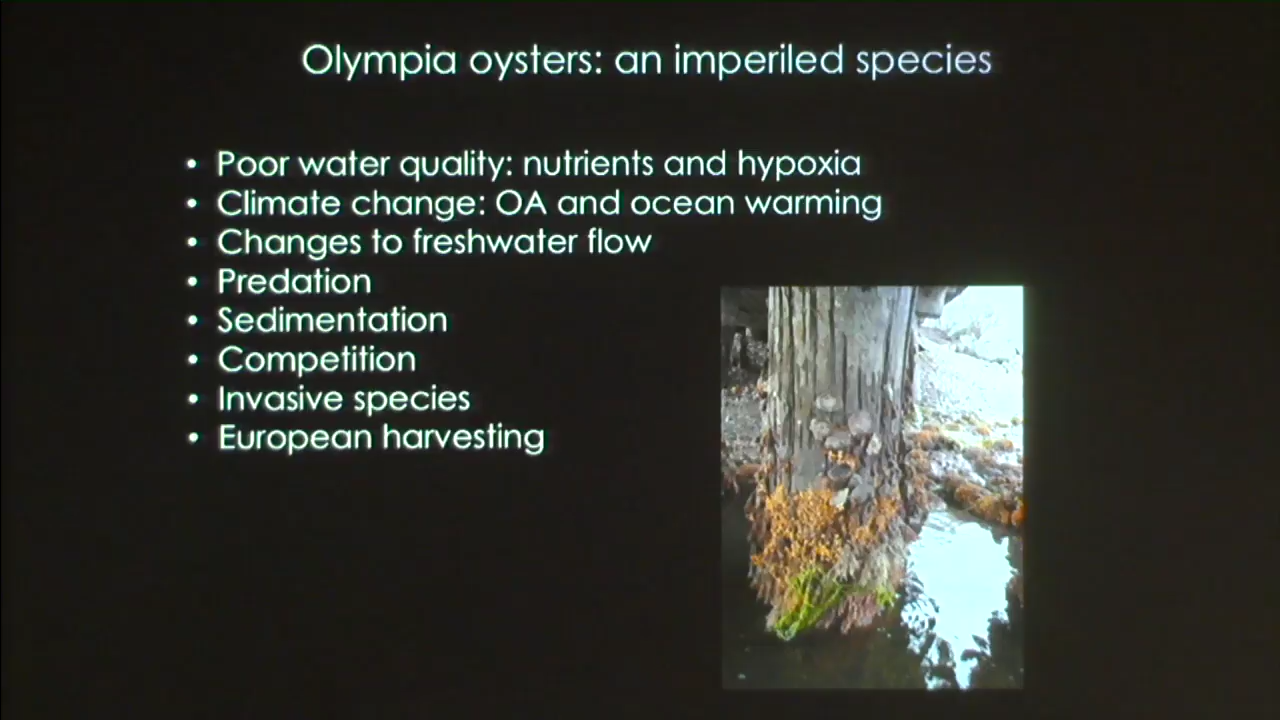 Olympia oysters: an imperiled species
• Poor water quality: nutrients and hypoxia
• Climate change: OA and ocean warming
• Changes to freshwater flow
• Predation
• Sedimentation
• Competition
• Invasive species
• European harvesting